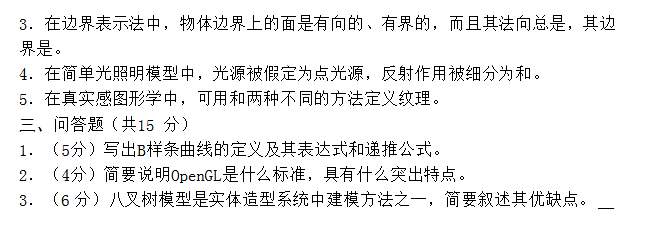 3．在边界表示法中，物体边界上的面是有向的、有界的，而且其法向总是，其边
界是。
4．在简单光照明模型中，光源被假定为点光源，反射作用被细分为和。
5．在真实感图形学中，可用和两种不同的方法定义纹理。
三、问答题（共15 分）
1．（5分）写出B样条曲线的定义及其表达式和递推公式。
2．（4分）简要说明OpenGL是什么标准，具有什么突出特点。
3．（6 分）八叉树模型是实体造型系统中建模方法之一，简要叙述其优缺点。 __